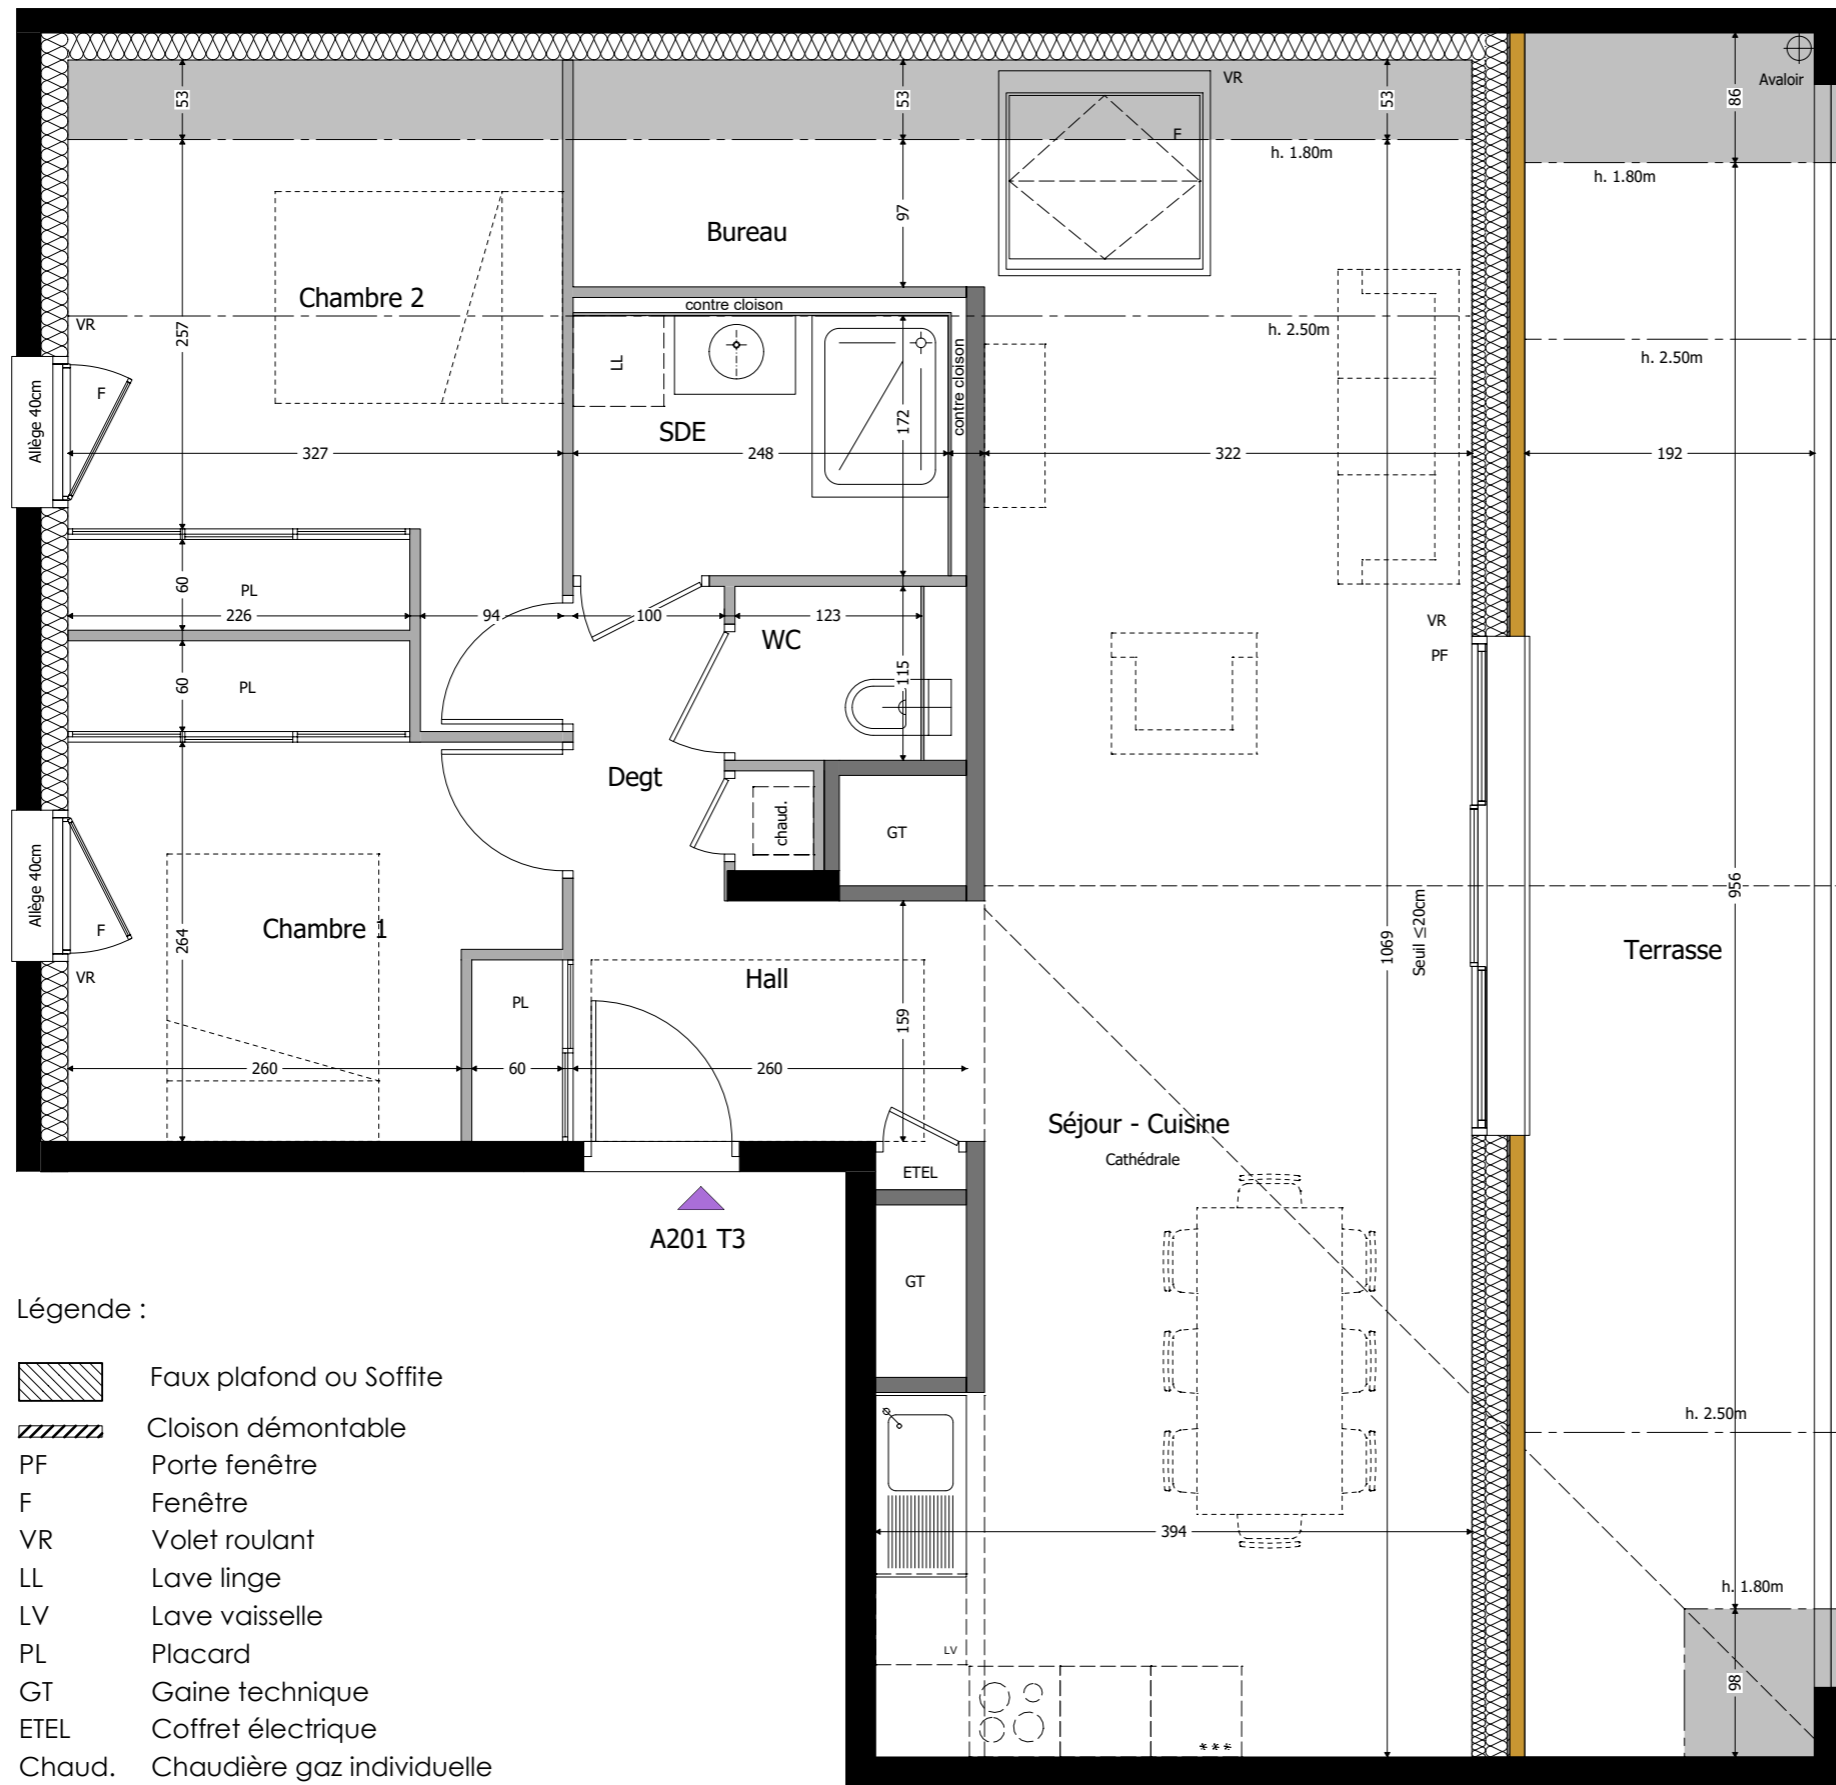 53
53
53
86
Avaloir
VR
F
h. 1.80m
h. 1.80m
97
Bureau
Chambre 2
contre cloison
VR
257
h. 2.50m
h. 2.50m
LL
contre cloison
Allège 40cm
F
SDE
172
327
248
322
192
60
PL
226
94
100
123
WC
VR
PF
60
PL
115
Degt
chaud.
GT
Allège 40cm
F
Chambre 1
264
VR
956
1069
Seuil ≤20cm
Terrasse
Hall
PL
159
260
60
260
Séjour - Cuisine
Cathédrale
ETEL
A201 T3
GT
h. 2.50m
394
h. 1.80m
LV
98
***
Légende :
Faux plafond ou Soffite
Cloison démontable
PF Porte fenêtre
F Fenêtre
VR Volet roulant
LL Lave linge
LV Lave vaisselle
PL Placard
GT Gaine technique
ETEL Coffret électrique
Chaud. Chaudière gaz individuelle